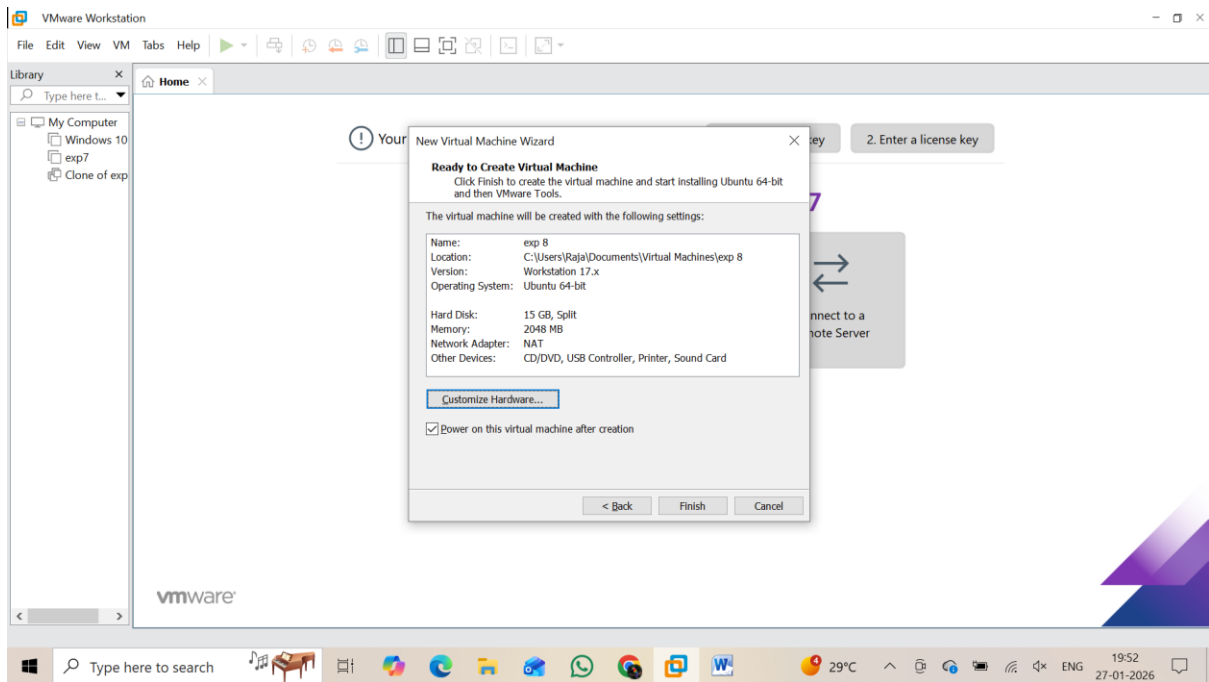 VMware Workstation
File Edit View VM Tabs Help
Library
Type here t...
Home
My Computer
Windows 10
exp7
Clone of exp
Your
key
2. Enter a license key
7
nnect to a
note Server
New Virtual Machine Wizard
Ready to Create Virtual Machine
Click Finish to create the virtual machine and start installing Ubuntu 64-bit
and then VMware Tools.
The virtual machine will be created with the following settings:
Name: exp 8
Location: C:\Users\Raja\Documents\Virtual Machines\exp 8
Version: Workstation 17.x
Operating System: Ubuntu 64-bit
Hard Disk: 15 GB, Split
Memory: 2048 MB
Network Adapter: NAT
Other Devices: CD/DVD, USB Controller, Printer, Sound Card
Customize Hardware...
Power on this virtual machine after creation
< Back Finish Cancel
vmware
Type here to search
29°C
ENG
19:52
27-01-2026